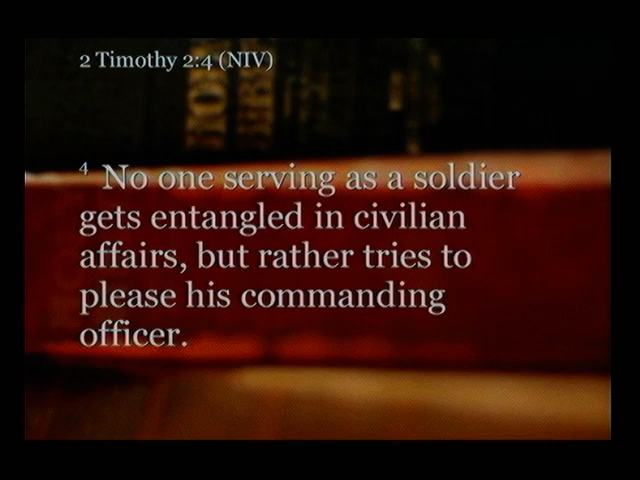 2 Timothy 2:4 (NIV)
4 No one serving as a soldier
gets entangled in civilian
affairs, but rather tries to
please his commanding
officer.